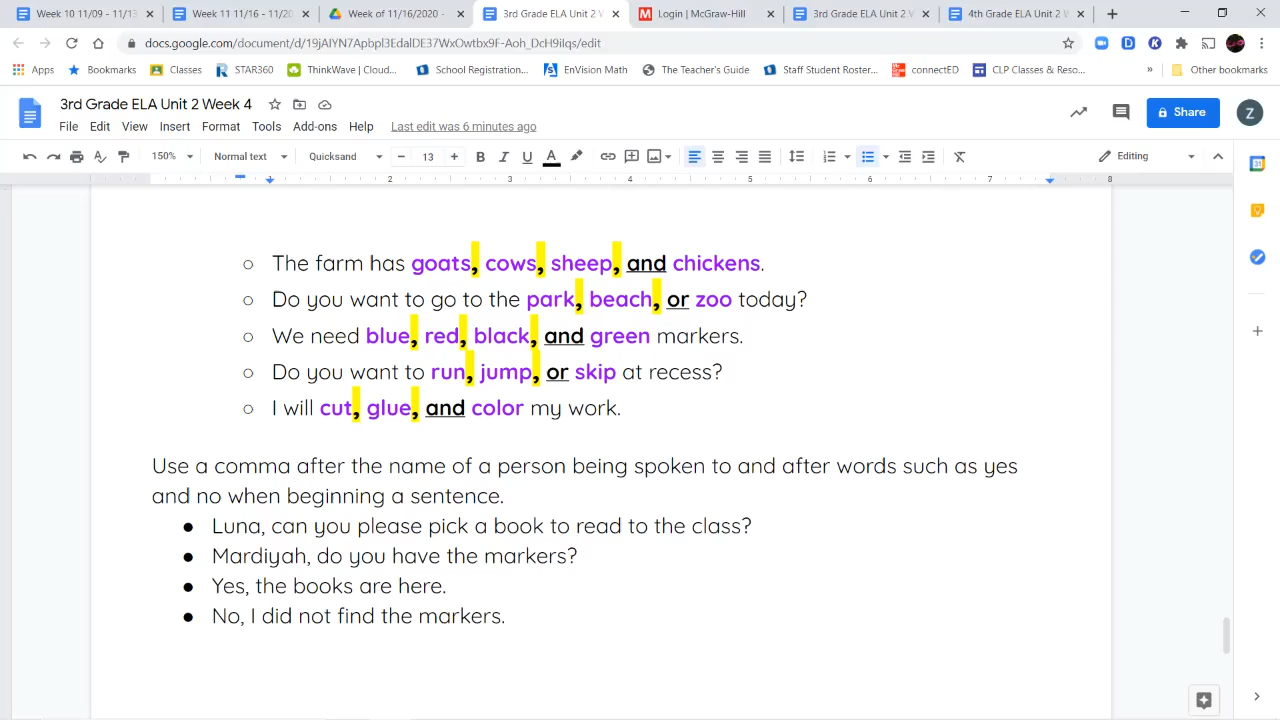 Week 10 11/09 - 11/13
Week 11 11/16 - 11/20
Week of 11/16/2020 -
3rd Grade ELA Unit 2 W
Login | McGraw-Hill
3rd Grade ELA Unit 2 W
4th Grade ELA Unit 2 W
Apps
Bookmarks
Classes
STAR360
ThinkWave | Cloud...
School Registration...
EnVision Math
The Teacher's Guide
Staff Student Roster...
connectED
CLP Classes & Reso...
»
Other bookmarks
3rd Grade ELA Unit 2 Week 4
Share
Z
File Edit View Insert Format Tools Add-ons Help Last edit was 6 minutes ago
150% Normal text Quicksand − 13 + B I U A Editing
2 3 4 5 6 7 8
○ The farm has goats, cows, sheep, and chickens.
○ Do you want to go to the park, beach, or zoo today?
○ We need blue, red, black, and green markers.
○ Do you want to run, jump, or skip at recess?
○ I will cut, glue, and color my work.
Use a comma after the name of a person being spoken to and after words such as yes
and no when beginning a sentence.
● Luna, can you please pick a book to read to the class?
● Mardiyah, do you have the markers?
● Yes, the books are here.
● No, I did not find the markers.